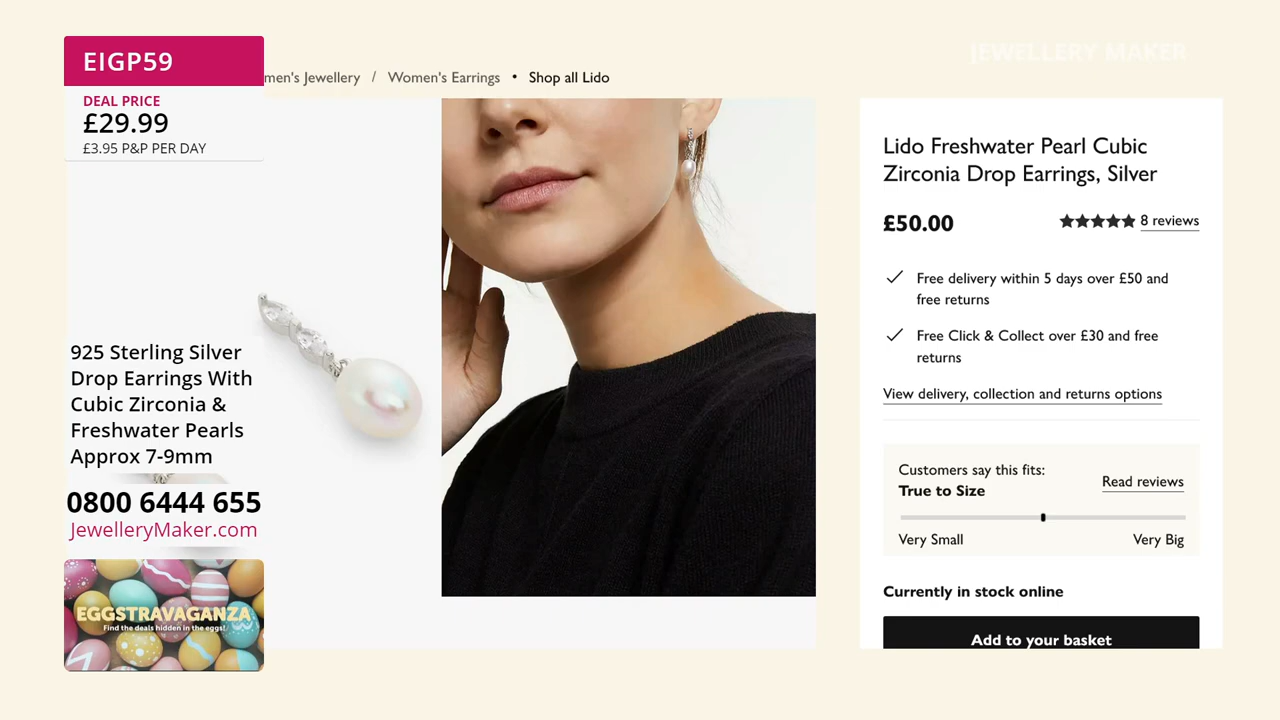 EIGP59
DEAL PRICE
£29.99
£3.95 P&P PER DAY
925 Sterling Silver
Drop Earrings With
Cubic Zirconia &
Freshwater Pearls
Approx 7-9mm
0800 6444 655
JewelleryMaker.com
EGGSTRAVAGANZA
Find the deals hidden in the eggs!
men's Jewellery / Women's Earrings • Shop all Lido
JEWELLERY MAKER
Lido Freshwater Pearl Cubic
Zirconia Drop Earrings, Silver
£50.00
8 reviews
Free delivery within 5 days over £50 and
free returns
Free Click & Collect over £30 and free
returns
View delivery, collection and returns options
Customers say this fits:
True to Size
Read reviews
Very Small
Very Big
Currently in stock online
Add to your basket